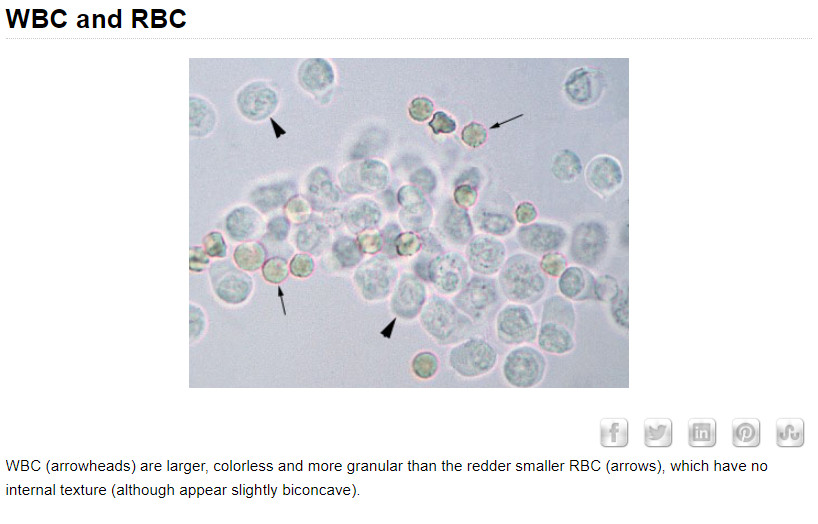 WBC and RBC
WBC (arrowheads) are larger, colorless and more granular than the redder smaller RBC (arrows), which have no
internal texture (although appear slightly biconcave).